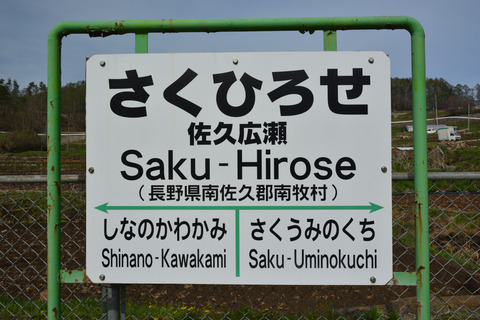 さくひろせ
佐久広瀬
Saku-Hirose
(長野県南佐久郡南牧村)
しなのかわかみ さくうみのくち
Shinano-Kawakami Saku-Uminokuchi